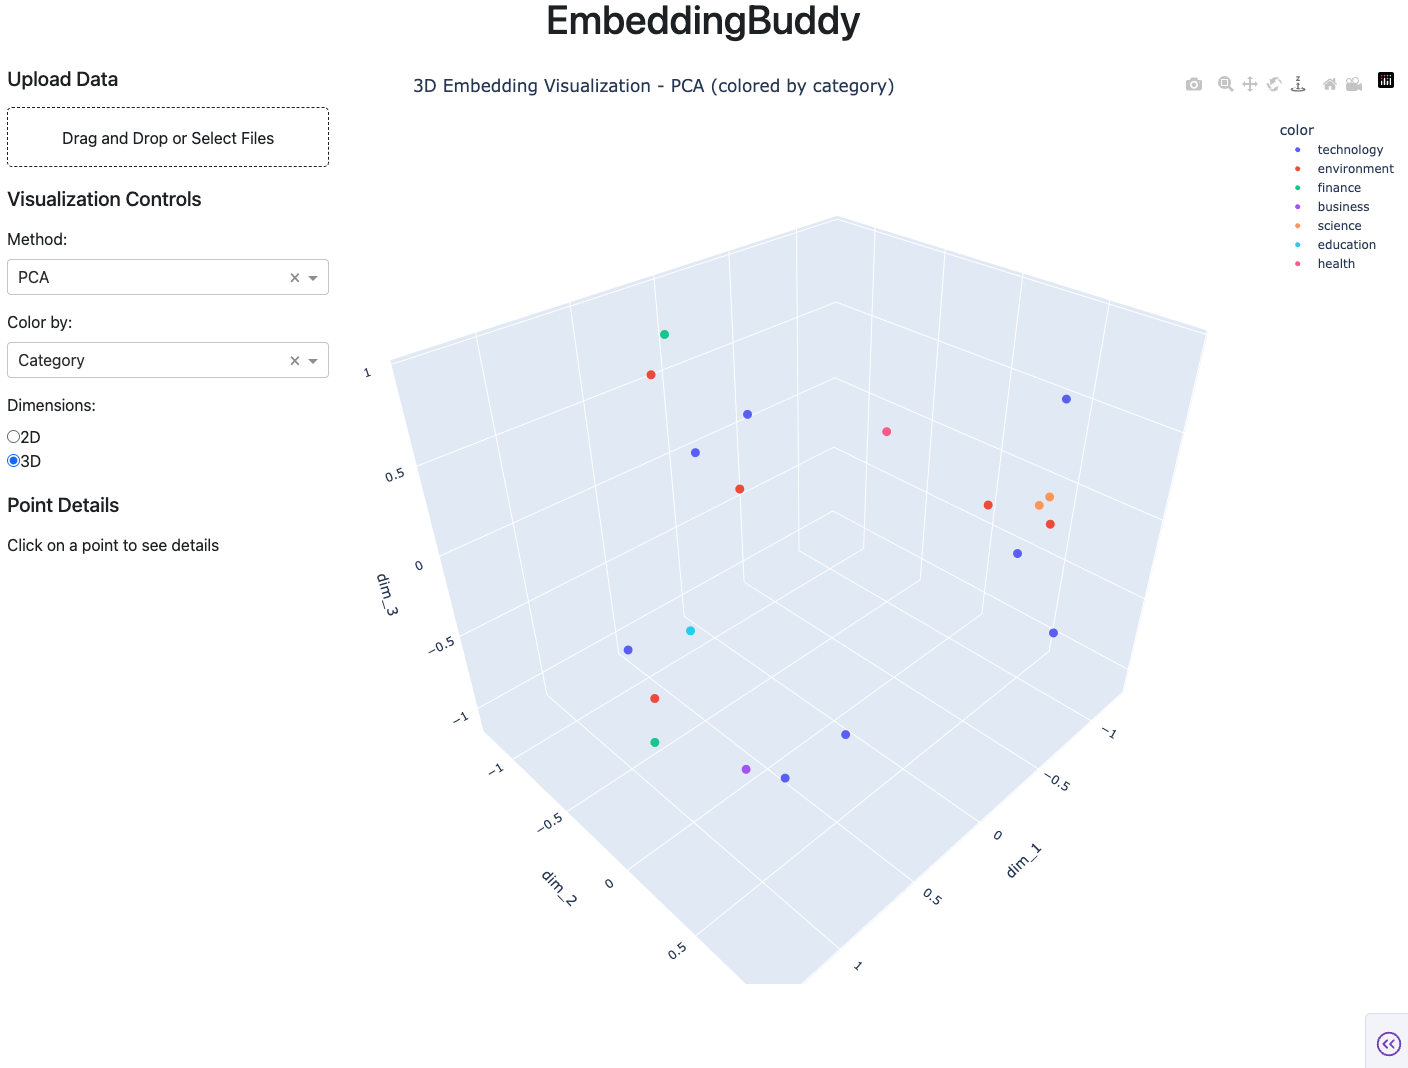 EmbeddingBuddy
Upload Data
Drag and Drop or Select Files
Visualization Controls
Method:
PCA
Color by:
Category
Dimensions:
2D
3D
Point Details
Click on a point to see details
3D Embedding Visualization - PCA (colored by category)
color
technology
environment
finance
business
science
education
health
1
0.5
0
−0.5
−1
dim_3
−1
−0.5
0
0.5
dim_2
−1
−0.5
0
0.5
1
dim_1